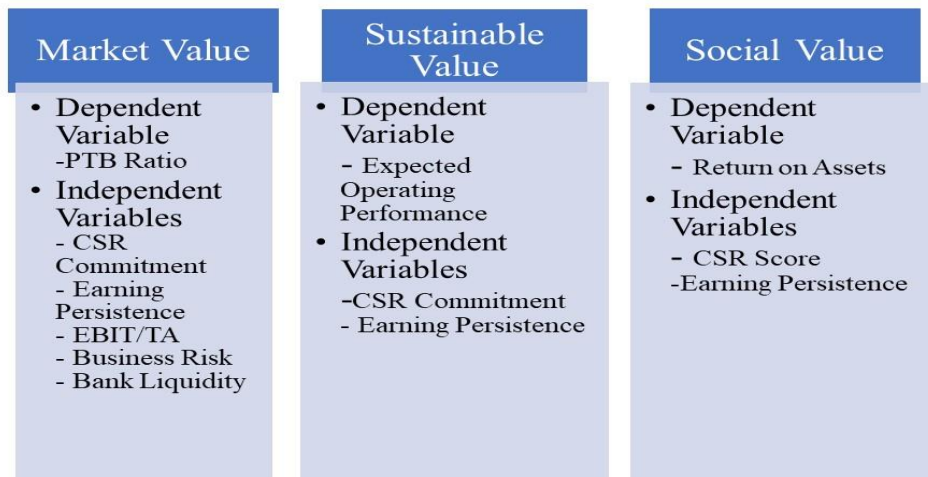 Market Value
• Dependent
Variable
-PTB Ratio
• Independent
Variables
- CSR
Commitment
- Earning
Persistence
- EBIT/TA
- Business Risk
- Bank Liquidity
Sustainable
Value
• Dependent
Variable
- Expected
Operating
Performance
• Independent
Variables
-CSR Commitment
- Earning Persistence
Social Value
• Dependent
Variable
- Return on Assets
• Independent
Variables
- CSR Score
-Earning Persistence